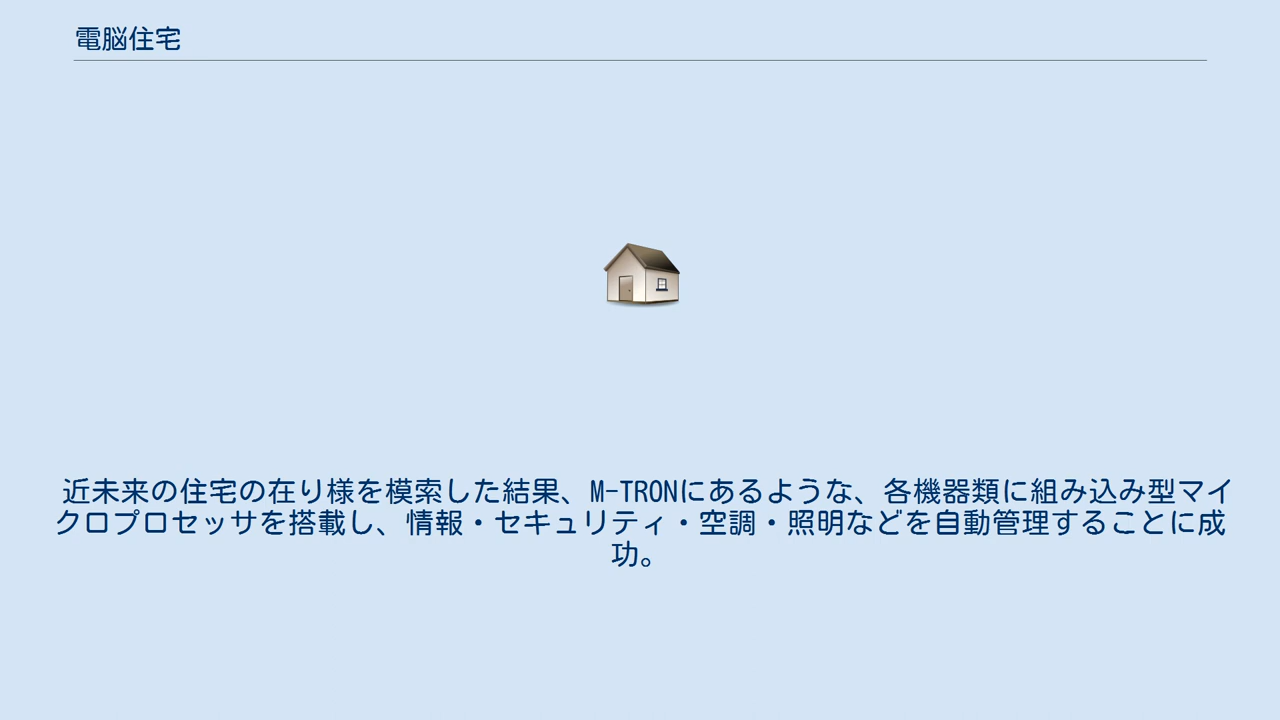 電脳住宅
近未来の住宅の在り様を模索した結果、M-TRONにあるような、各機器類に組み込み型マイ
クロプロセッサを搭載し、情報・セキュリティ・空調・照明などを自動管理することに成
功。